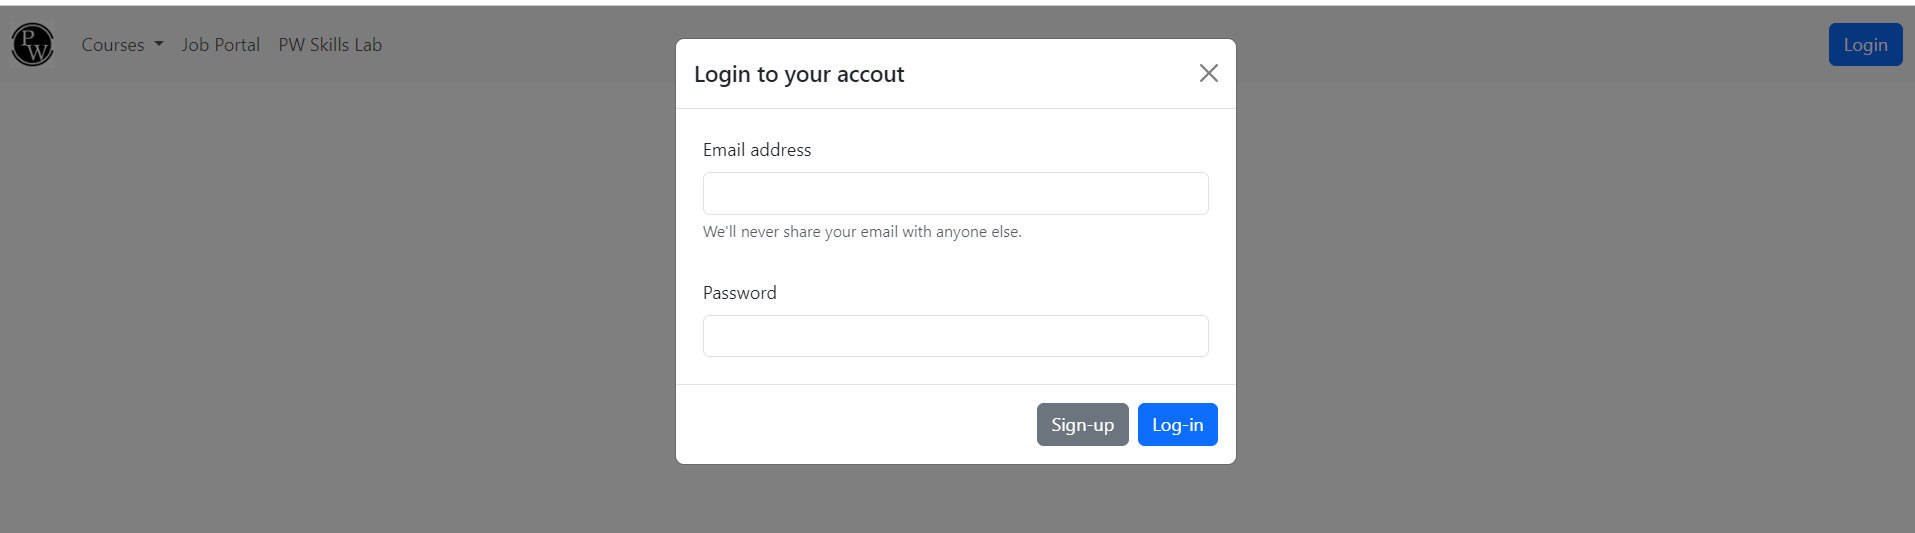 PW
Courses Job Portal PW Skills Lab
Login
Login to your accout
Email address
We'll never share your email with anyone else.
Password
Sign-up Log-in